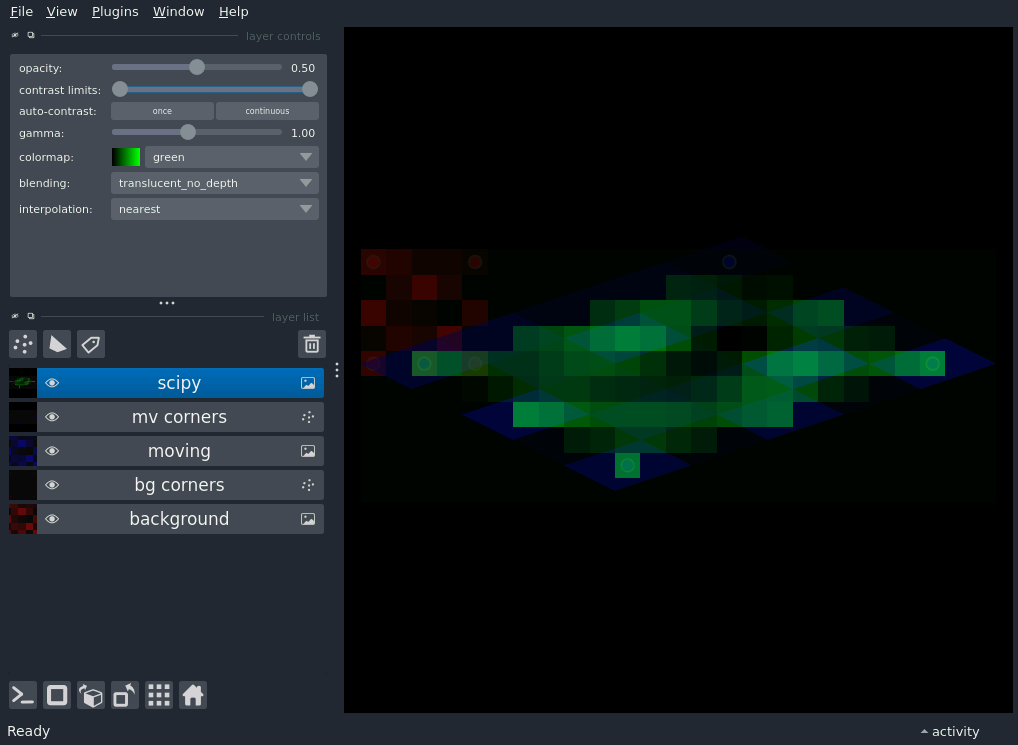 File View Plugins Window Help
layer controls
opacity: 0.50
contrast limits:
auto-contrast: once continuous
gamma: 1.00
colormap: green
blending: translucent_no_depth
interpolation: nearest
layer list
scipy
mv corners
moving
bg corners
background
Ready activity